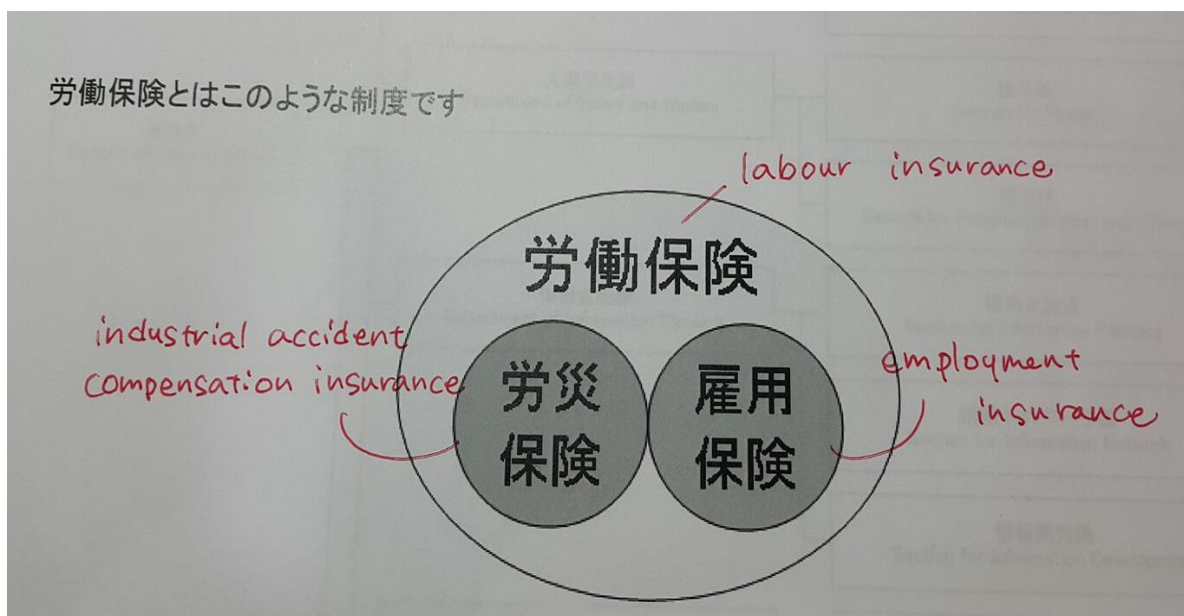 労働保険とはこのような制度です
labour insurance
労働保険
industrial accident
compensation insurance
労災
保険
雇用
保険
employment
insurance